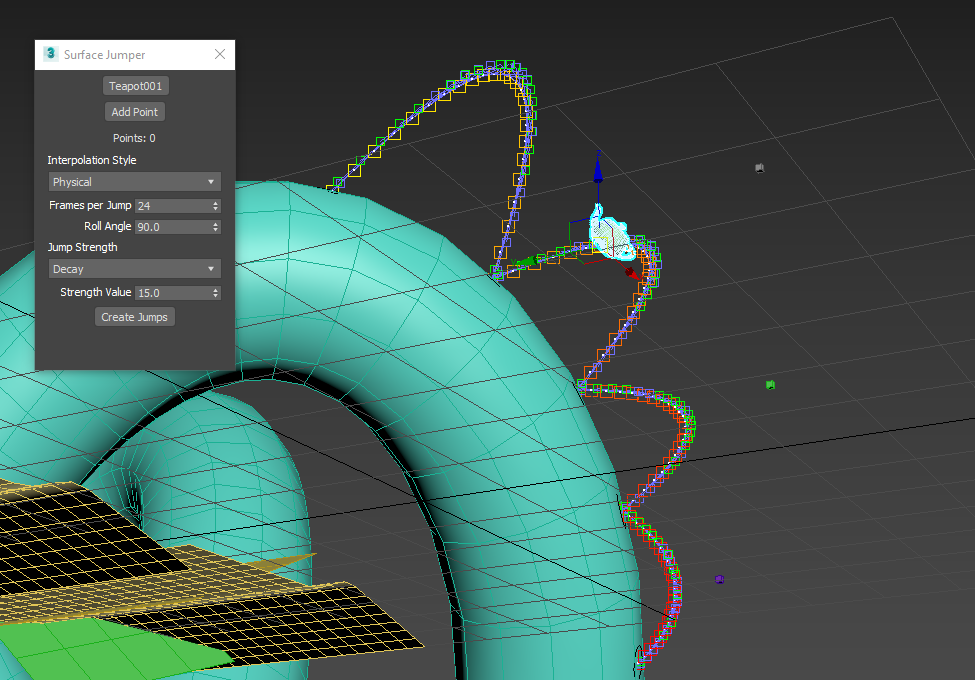 3 Surface Jumper
Teapot001
Add Point
Points: 0
Interpolation Style
Physical
Frames per Jump 24
Roll Angle 90.0
Jump Strength
Decay
Strength Value 15.0
Create Jumps